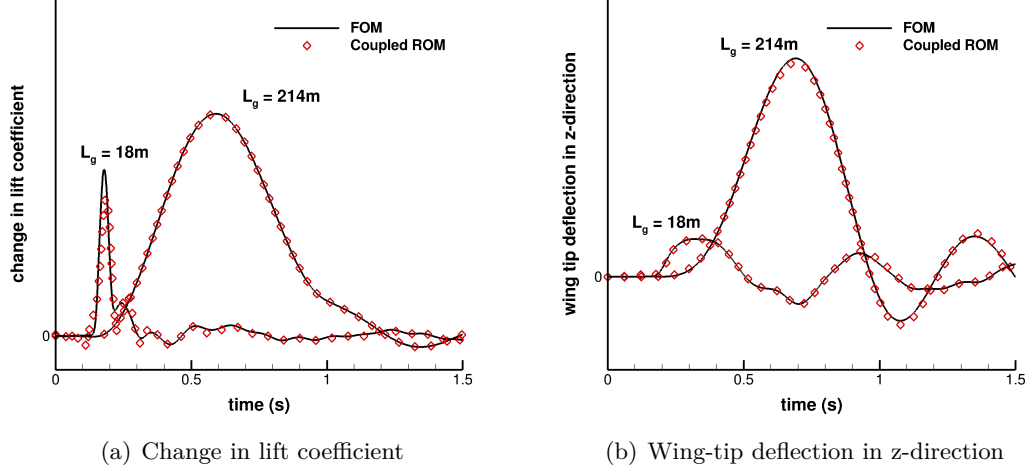 FOM
Coupled ROM
L_g = 214m
L_g = 18m
change in lift coefficient
0
0
0.5
1
1.5
time (s)
(a) Change in lift coefficient
FOM
Coupled ROM
L_g = 214m
L_g = 18m
wing tip deflection in z-direction
0
0
0.5
1
1.5
time (s)
(b) Wing-tip deflection in z-direction